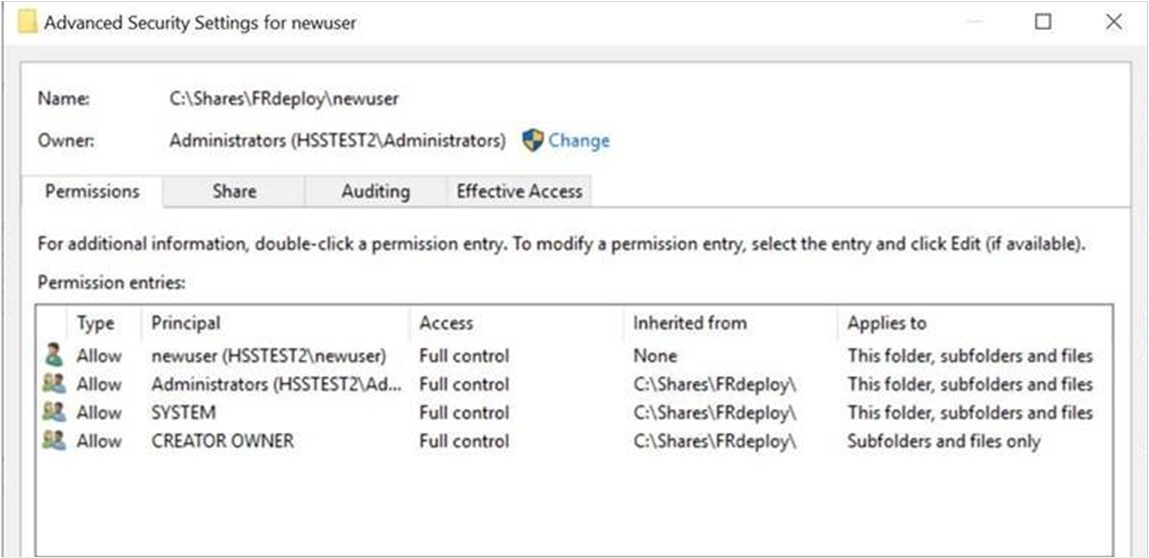 Advanced Security Settings for newuser
Name: C:\Shares\FRdeploy\newuser
Owner: Administrators (HSSTEST2\Administrators) Change
Permissions Share Auditing Effective Access
For additional information, double-click a permission entry. To modify a permission entry, select the entry and click Edit (if available).
Permission entries:
Type Principal Access Inherited from Applies to
Allow newuser (HSSTEST2\newuser) Full control None This folder, subfolders and files
Allow Administrators (HSSTEST2\Ad... Full control C:\Shares\FRdeploy\ This folder, subfolders and files
Allow SYSTEM Full control C:\Shares\FRdeploy\ This folder, subfolders and files
Allow CREATOR OWNER Full control C:\Shares\FRdeploy\ Subfolders and files only